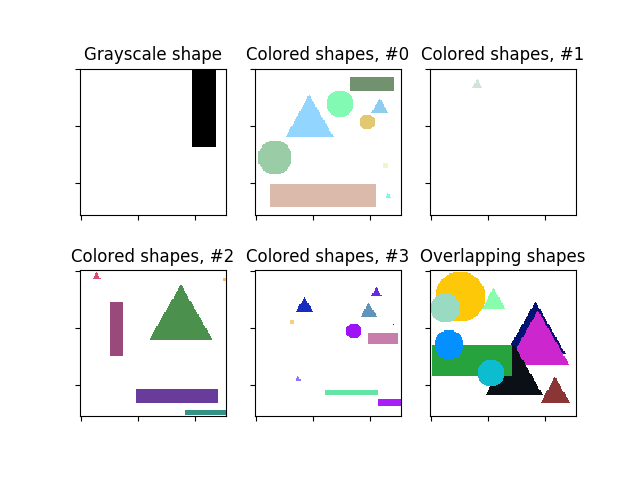 Grayscale shape
Colored shapes, #0
Colored shapes, #1
Colored shapes, #2
Colored shapes, #3
Overlapping shapes